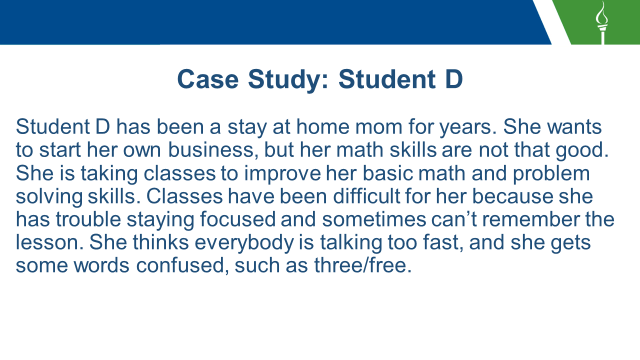 Case Study: Student D
Student D has been a stay at home mom for years. She wants
to start her own business, but her math skills are not that good.
She is taking classes to improve her basic math and problem
solving skills. Classes have been difficult for her because she
has trouble staying focused and sometimes can’t remember the
lesson. She thinks everybody is talking too fast, and she gets
some words confused, such as three/free.